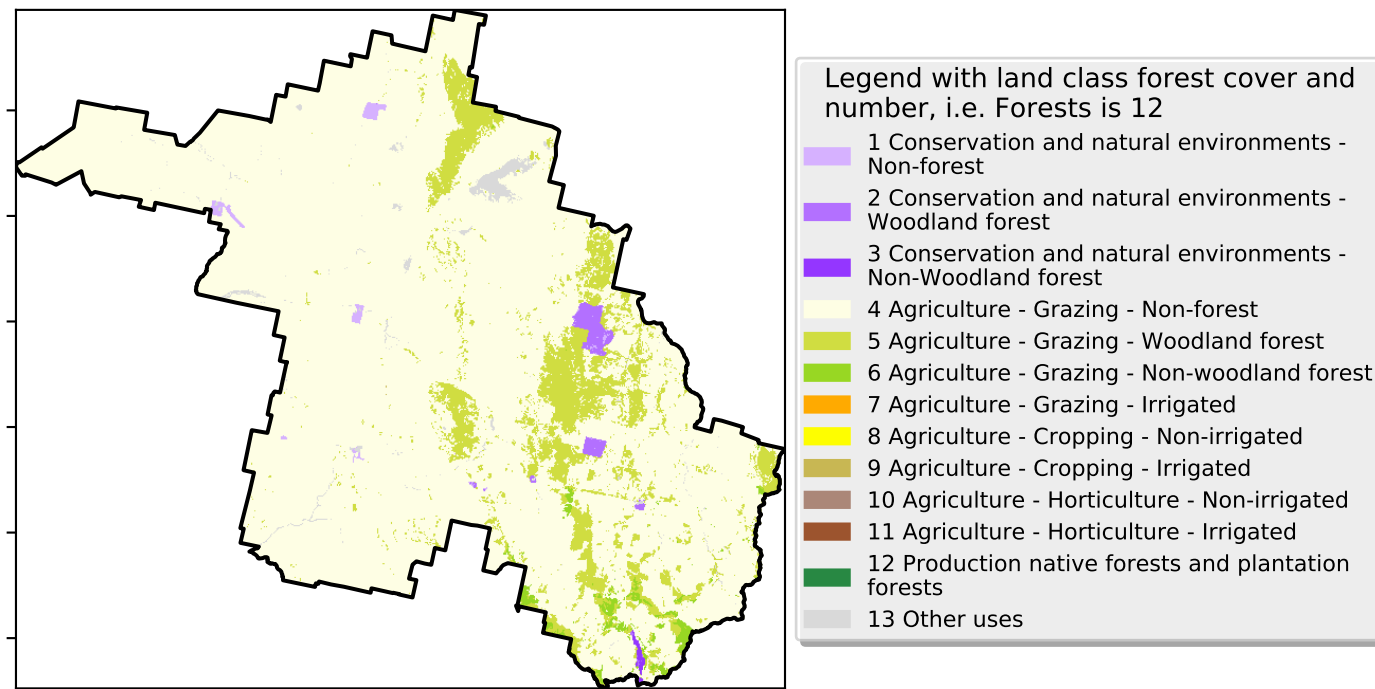 Legend with land class forest cover and
number, i.e. Forests is 12
1 Conservation and natural environments -
Non-forest
2 Conservation and natural environments -
Woodland forest
3 Conservation and natural environments -
Non-Woodland forest
4 Agriculture - Grazing - Non-forest
5 Agriculture - Grazing - Woodland forest
6 Agriculture - Grazing - Non-woodland forest
7 Agriculture - Grazing - Irrigated
8 Agriculture - Cropping - Non-irrigated
9 Agriculture - Cropping - Irrigated
10 Agriculture - Horticulture - Non-irrigated
11 Agriculture - Horticulture - Irrigated
12 Production native forests and plantation
forests
13 Other uses